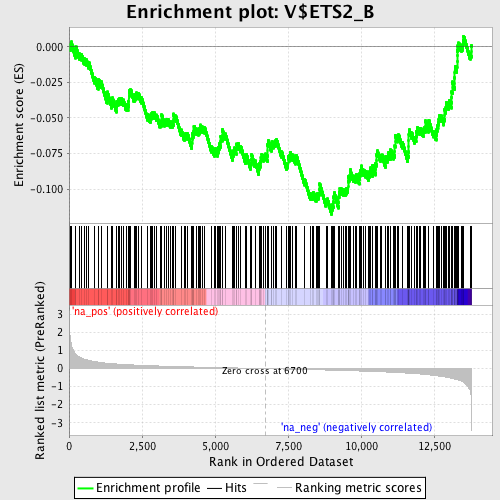 Enrichment plot: V$ETS2_B
Enrichment score (ES)
0.000
-0.025
-0.050
-0.075
-0.100
'na_pos' (positively correlated)
Ranked list metric (PreRanked)
3
2
1
0
-1
-2
-3
Zero cross at 6700
'na_neg' (negatively correlated)
0
2,500
5,000
7,500
10,000
12,500
Rank in Ordered Dataset
Enrichment profile
Hits
Ranking metric scores